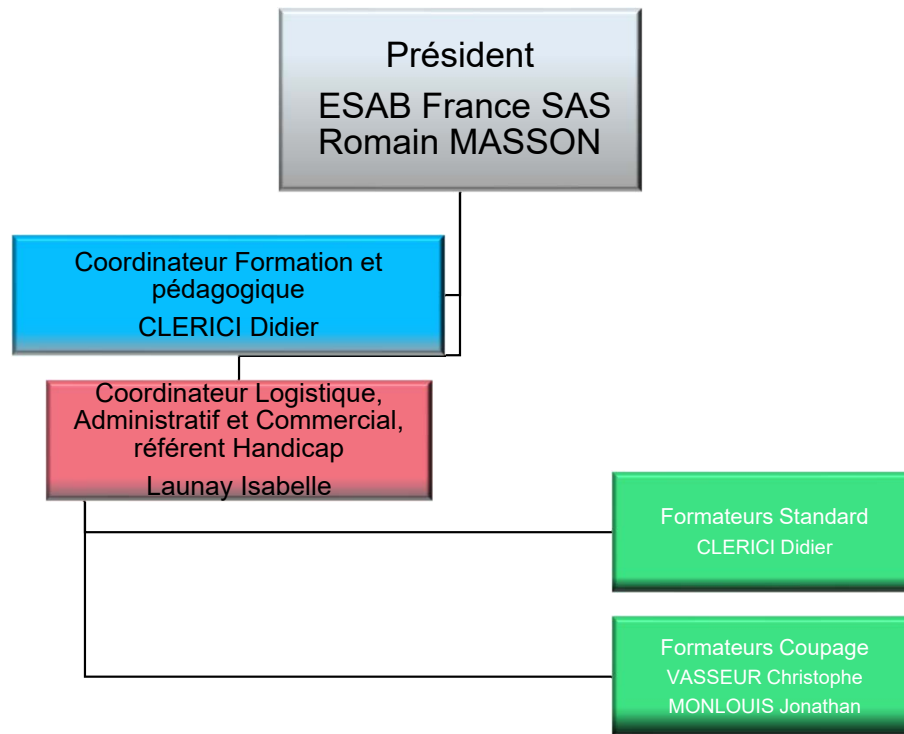 Président
ESAB France SAS
Romain MASSON
Coordinateur Formation et
pédagogique
CLERICI Didier
Coordinateur Logistique,
Administratif et Commercial,
référent Handicap
Launay Isabelle
Formateurs Standard
CLERICI Didier
Formateurs Coupage
VASSEUR Christophe
MONLOUIS Jonathan